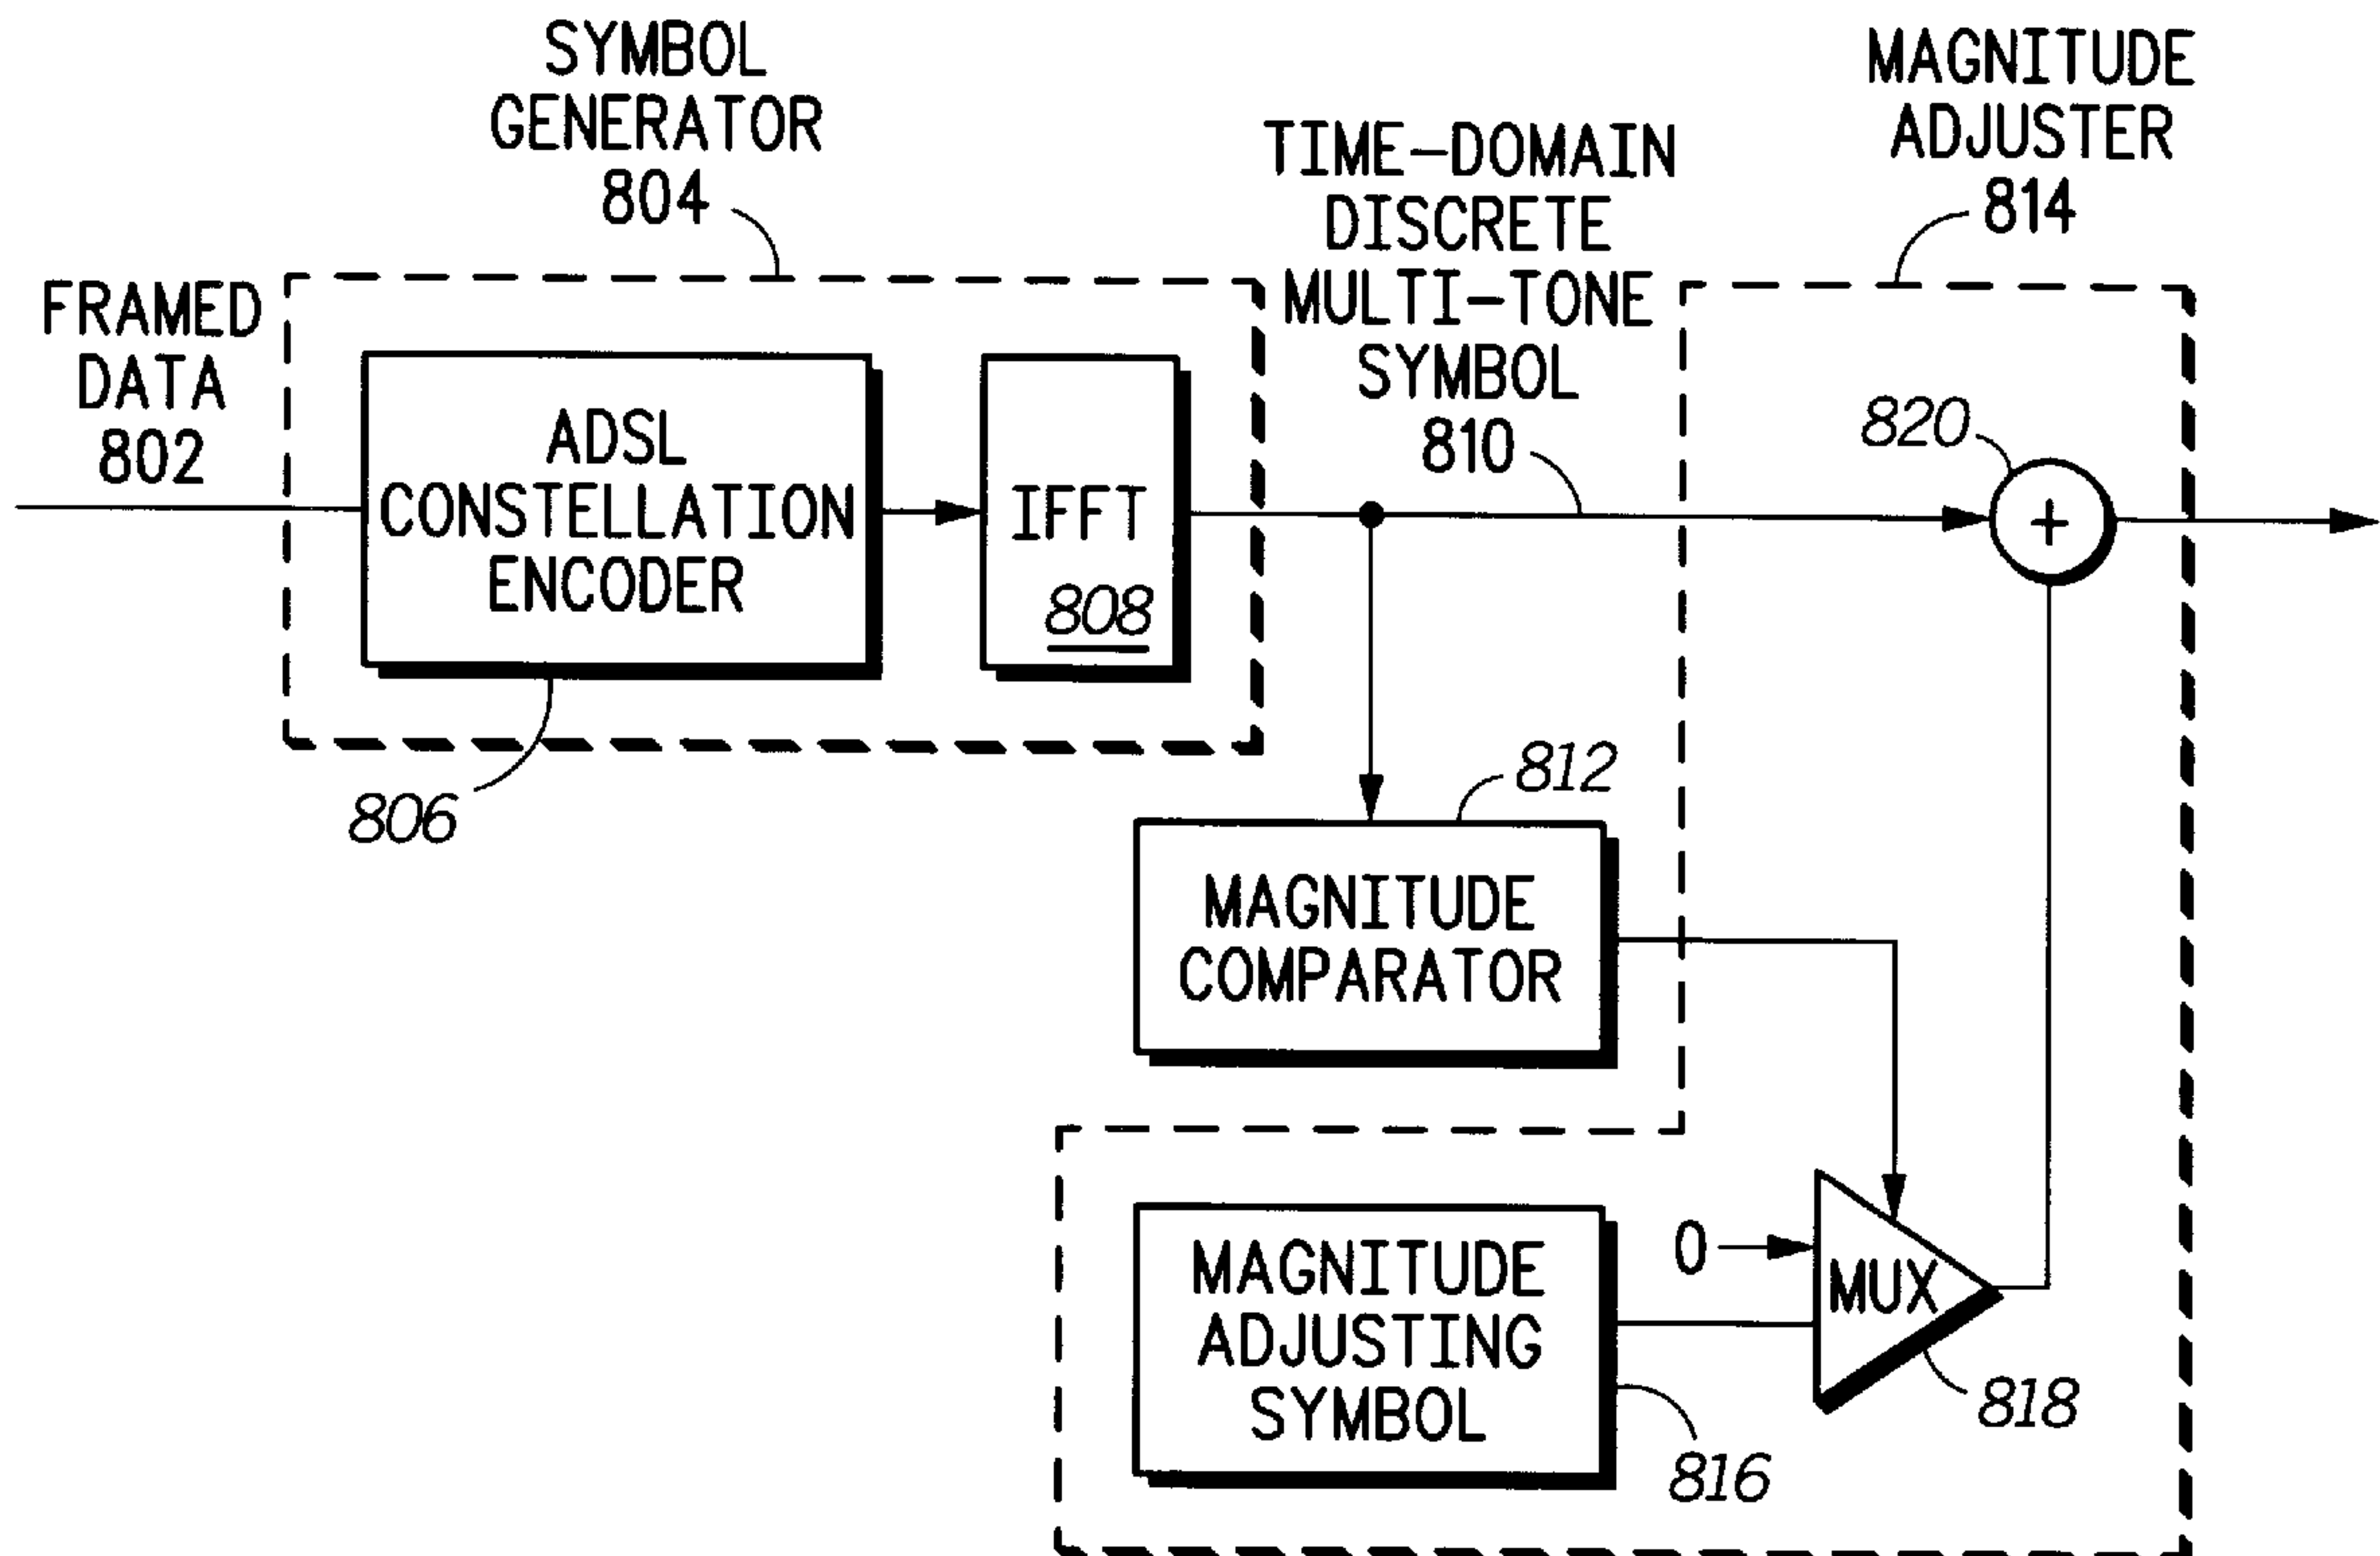 SYMBOL
GENERATOR
804
MAGNITUDE
ADJUSTER
814
TIME-DOMAIN
DISCRETE
MULTI-TONE
SYMBOL
810
FRAMED
DATA
802
ADSL
CONSTELLATION
ENCODER
806
IFFT
808
820
+
812
MAGNITUDE
COMPARATOR
MAGNITUDE
ADJUSTING
SYMBOL
816
0
MUX
818